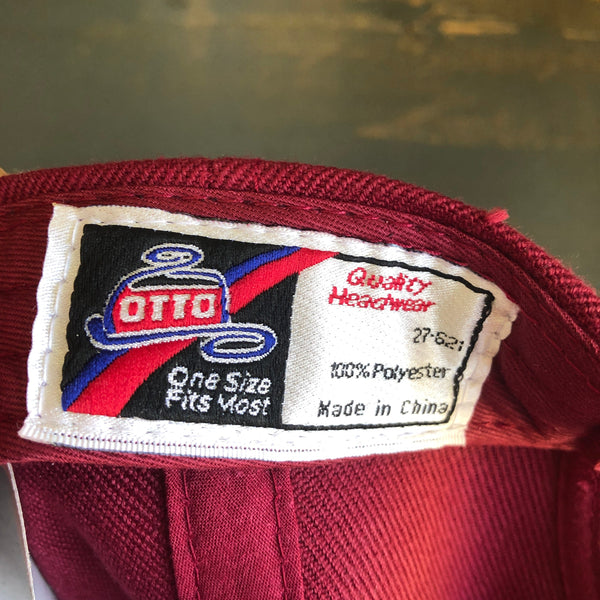 OTTO
One Size
Fits Most
Quality
Headwear
27-621
100% Polyester
Made in China